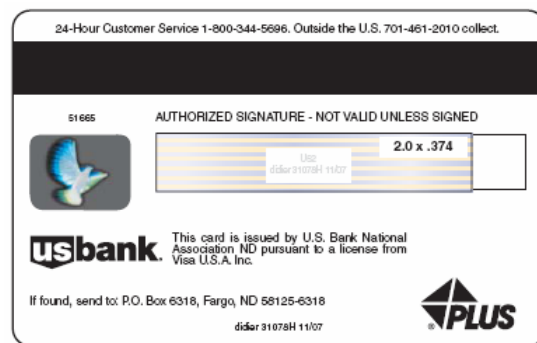 24-Hour Customer Service 1-800-344-5696. Outside the U.S. 701-461-2010 collect.
51665
AUTHORIZED SIGNATURE - NOT VALID UNLESS SIGNED
2.0 x .374
US2
didier 31078H 11/07
usbank.
This card is issued by U.S. Bank National
Association ND pursuant to a license from
Visa U.S.A. Inc.
If found, send to: P.O. Box 6318, Fargo, ND 58125-6318
didier 31078H 11/07
® PLUS